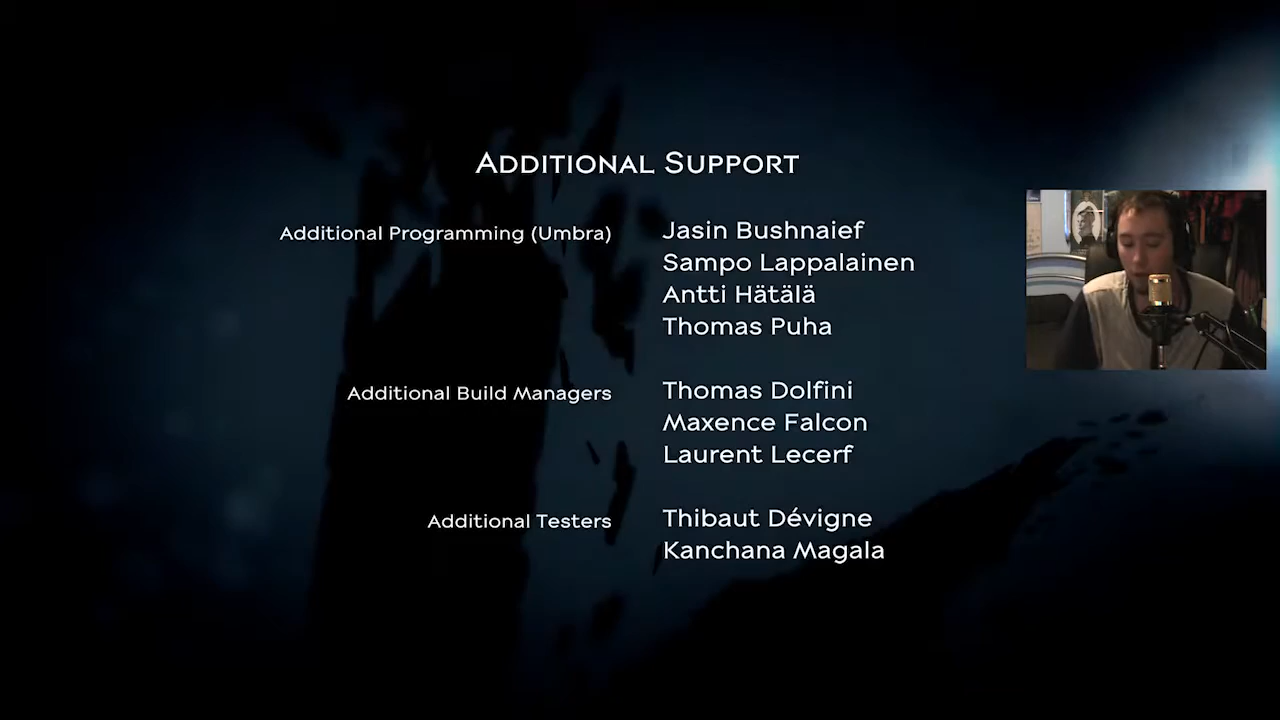 Additional Support
Additional Programming (Umbra) Jasin Bushnaief
Sampo Lappalainen
Antti Hätälä
Thomas Puha
Additional Build Managers Thomas Dolfini
Maxence Falcon
Laurent Lecerf
Additional Testers Thibaut Dévigne
Kanchana Magala